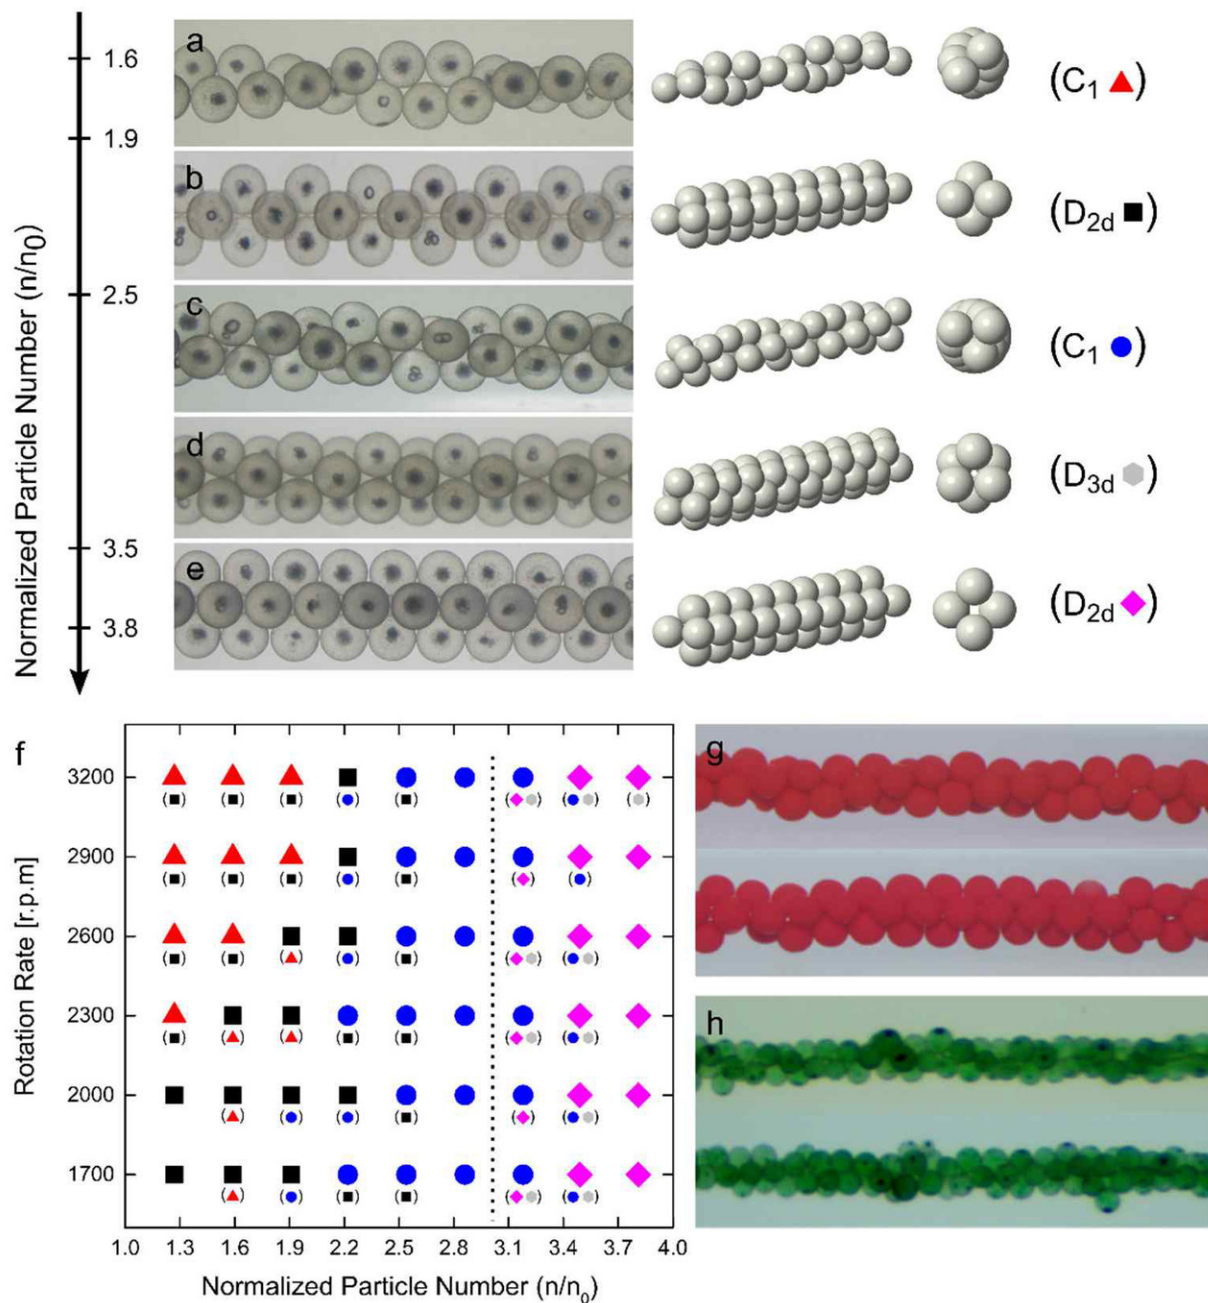 Normalized Particle Number (n/n0)
1.6
1.9
2.5
3.5
3.8
a
(C1 ▲)
b
(D2d ■)
c
(C1 ●)
d
(D3d ⬢)
e
(D2d ◆)
f
Rotation Rate [r.p.m]
3200
2900
2600
2300
2000
1700
1.0 1.3 1.6 1.9 2.2 2.5 2.8 3.1 3.4 3.7 4.0
Normalized Particle Number (n/n0)
g
h